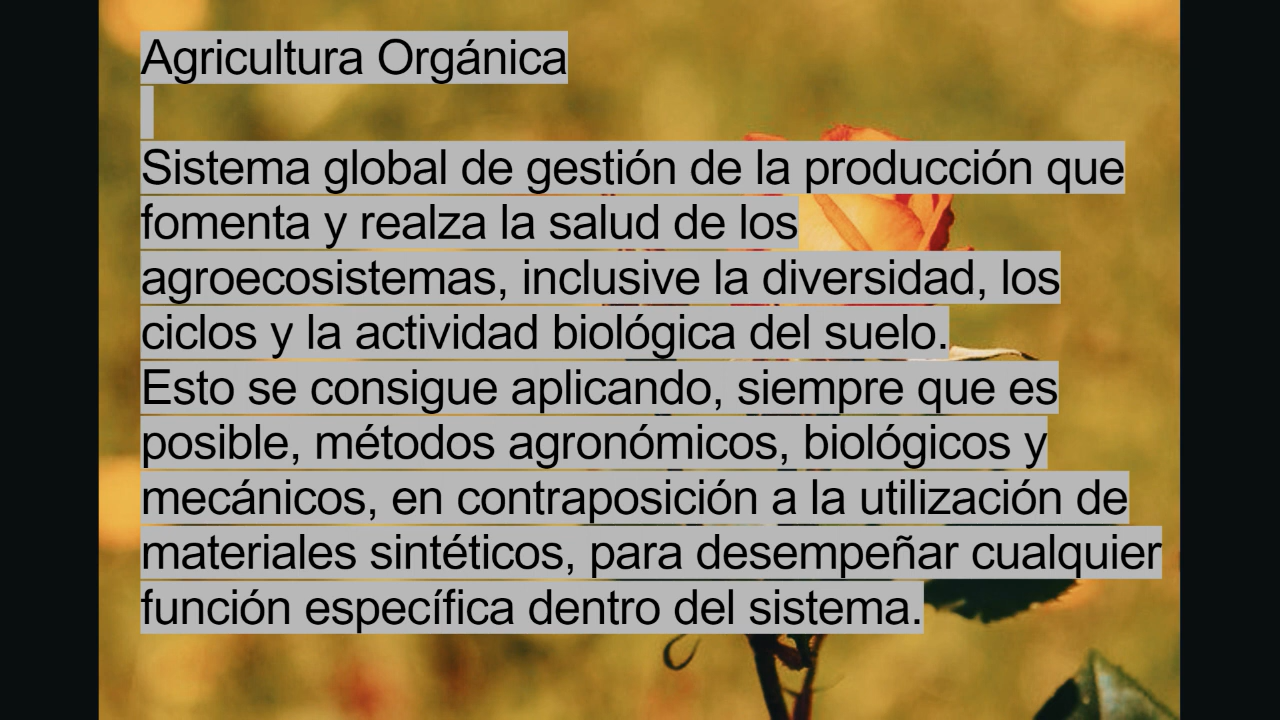 Agricultura Orgánica
Sistema global de gestión de la producción que
fomenta y realza la salud de los
agroecosistemas, inclusive la diversidad, los
ciclos y la actividad biológica del suelo.
Esto se consigue aplicando, siempre que es
posible, métodos agronómicos, biológicos y
mecánicos, en contraposición a la utilización de
materiales sintéticos, para desempeñar cualquier
función específica dentro del sistema.